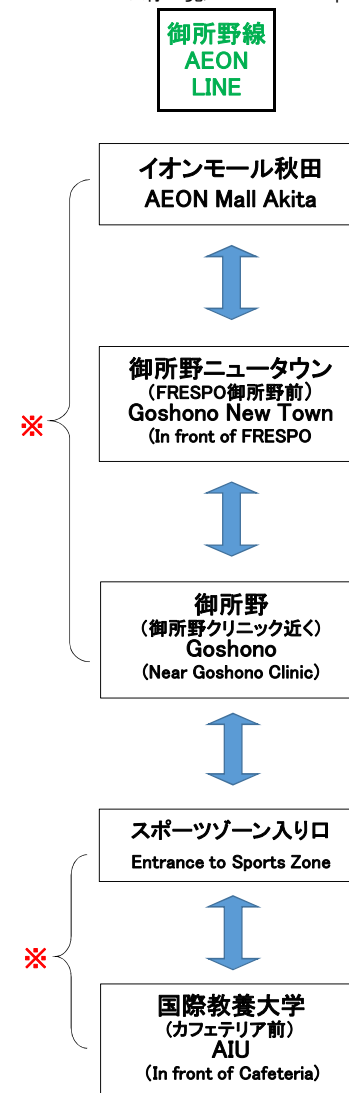 御所野線
AEON
LINE
イオンモール秋田
AEON Mall Akita
御所野ニュータウン
（FRESPO御所野前）
Goshono New Town
(In front of FRESPO
※
御所野
（御所野クリニック近く）
Goshono
(Near Goshono Clinic)
スポーツゾーン入り口
Entrance to Sports Zone
※
国際教養大学
（カフェテリア前）
AIU
(In front of Cafeteria)